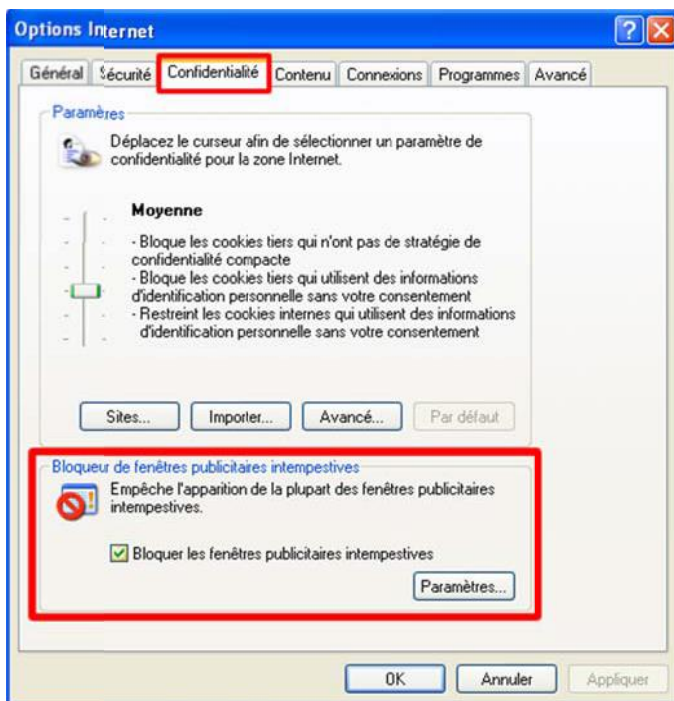 Options Internet
Général Sécurité Confidentialité Contenu Connexions Programmes Avancé
Paramètres
Déplacez le curseur afin de sélectionner un paramètre de
confidentialité pour la zone Internet.
Moyenne
- Bloque les cookies tiers qui n'ont pas de stratégie de
confidentialité compacte
- Bloque les cookies tiers qui utilisent des informations
d'identification personnelle sans votre consentement
- Restreint les cookies internes qui utilisent des informations
d'identification personnelle sans votre consentement
Sites... Importer... Avancé... Par défaut
Bloqueur de fenêtres publicitaires intempestives
Empêche l'apparition de la plupart des fenêtres publicitaires
intempestives.
Bloquer les fenêtres publicitaires intempestives
Paramètres...
OK Annuler Appliquer